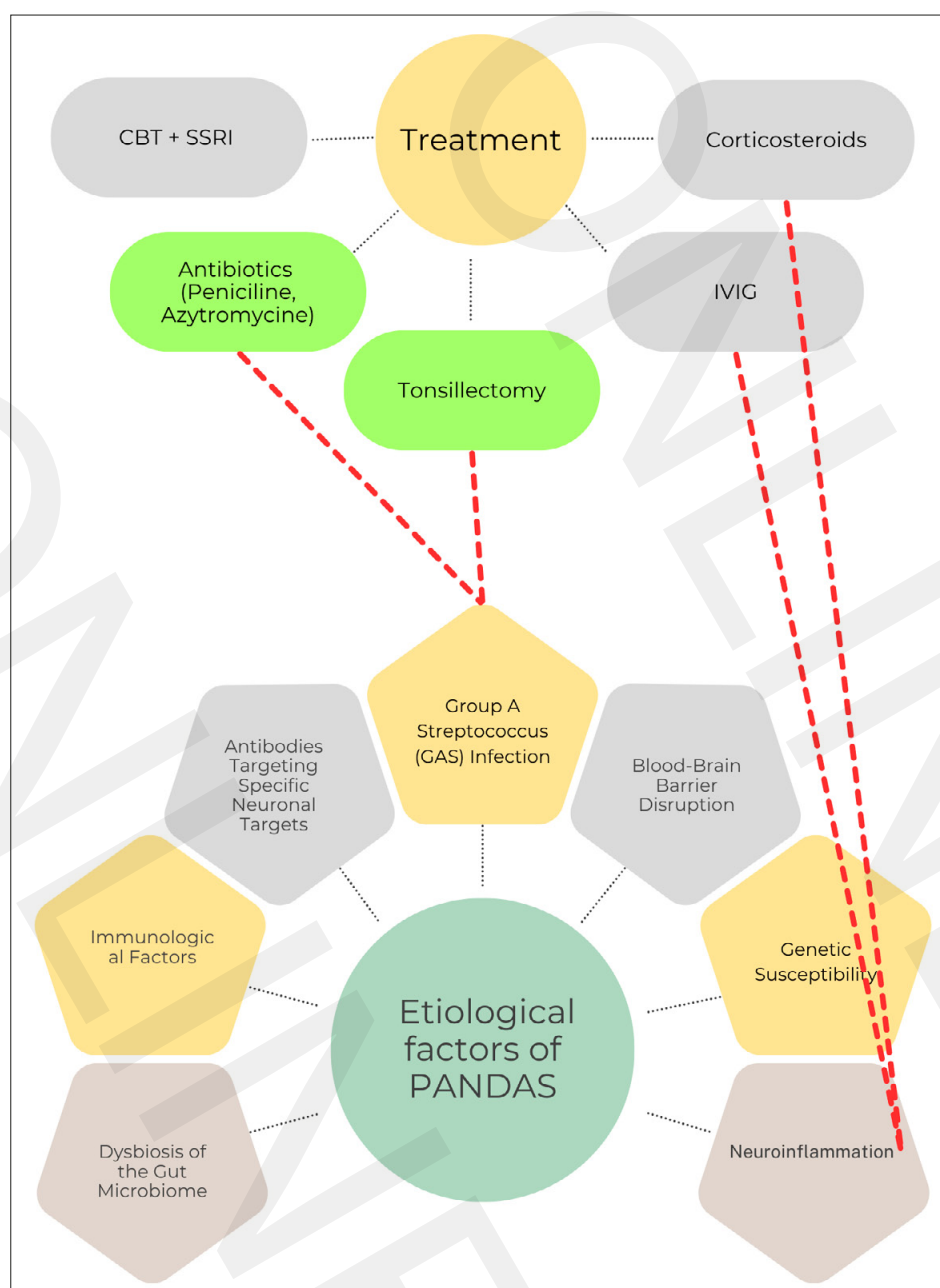 CBT + SSRI
Treatment
Corticosteroids
Antibiotics
(Peniciline,
Azytromycine)
IVIG
Tonsillectomy
Group A
Streptococcus
(GAS) Infection
Antibodies
Targeting
Specific
Neuronal
Targets
Blood-Brain
Barrier
Disruption
Immunologic
al Factors
Genetic
Susceptibility
Etiological
factors of
PANDAS
Dysbiosis of
the Gut
Microbiome
Neuroinflammation